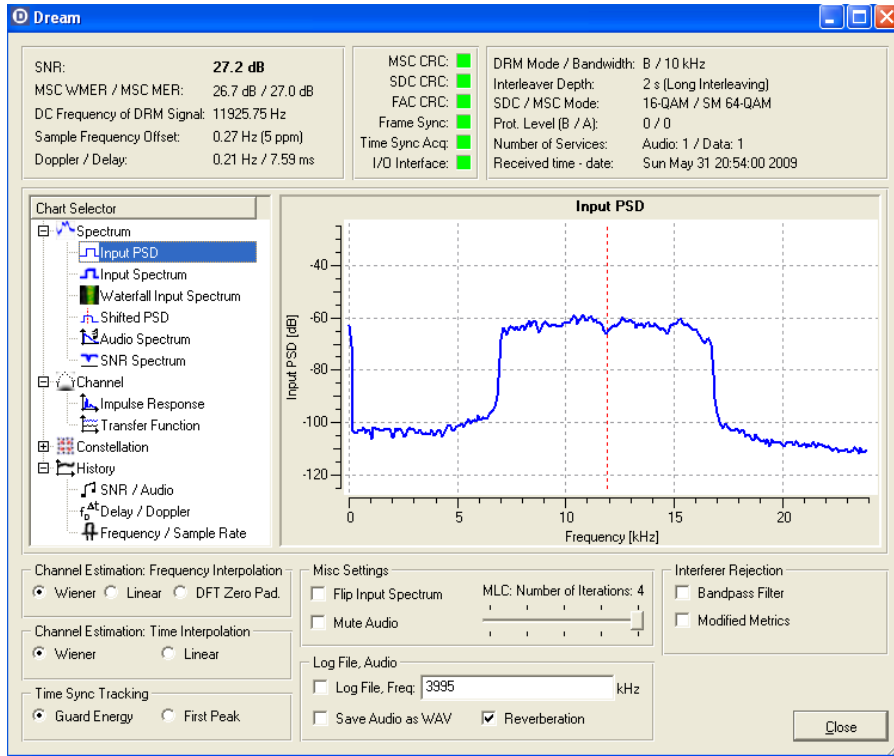 Dream
SNR: 27.2 dB
MSC WMER / MSC MER: 26.7 dB / 27.0 dB
DC Frequency of DRM Signal: 11925.75 Hz
Sample Frequency Offset: 0.27 Hz (5 ppm)
Doppler / Delay: 0.21 Hz / 7.59 ms
MSC CRC:
SDC CRC:
FAC CRC:
Frame Sync:
Time Sync Acq:
I/O Interface:
DRM Mode / Bandwidth: B / 10 kHz
Interleaver Depth: 2 s (Long Interleaving)
SDC / MSC Mode: 16-QAM / SM 64-QAM
Prot. Level (B / A): 0 / 0
Number of Services: Audio: 1 / Data: 1
Received time - date: Sun May 31 20:54:00 2009
Chart Selector
Spectrum
Input PSD
Input Spectrum
Waterfall Input Spectrum
Shifted PSD
Audio Spectrum
SNR Spectrum
Channel
Impulse Response
Transfer Function
Constellation
History
SNR / Audio
Delay / Doppler
Frequency / Sample Rate
Input PSD
Input PSD [dB]
-40
-60
-80
-100
-120
0 5 10 15 20
Frequency [kHz]
Channel Estimation: Frequency Interpolation
Wiener Linear DFT Zero Pad.
Channel Estimation: Time Interpolation
Wiener Linear
Time Sync Tracking
Guard Energy First Peak
Misc Settings
Flip Input Spectrum
Mute Audio
MLC: Number of Iterations: 4
Log File, Audio
Log File, Freq: 3995 kHz
Save Audio as WAV Reverberation
Interferer Rejection
Bandpass Filter
Modified Metrics
Close